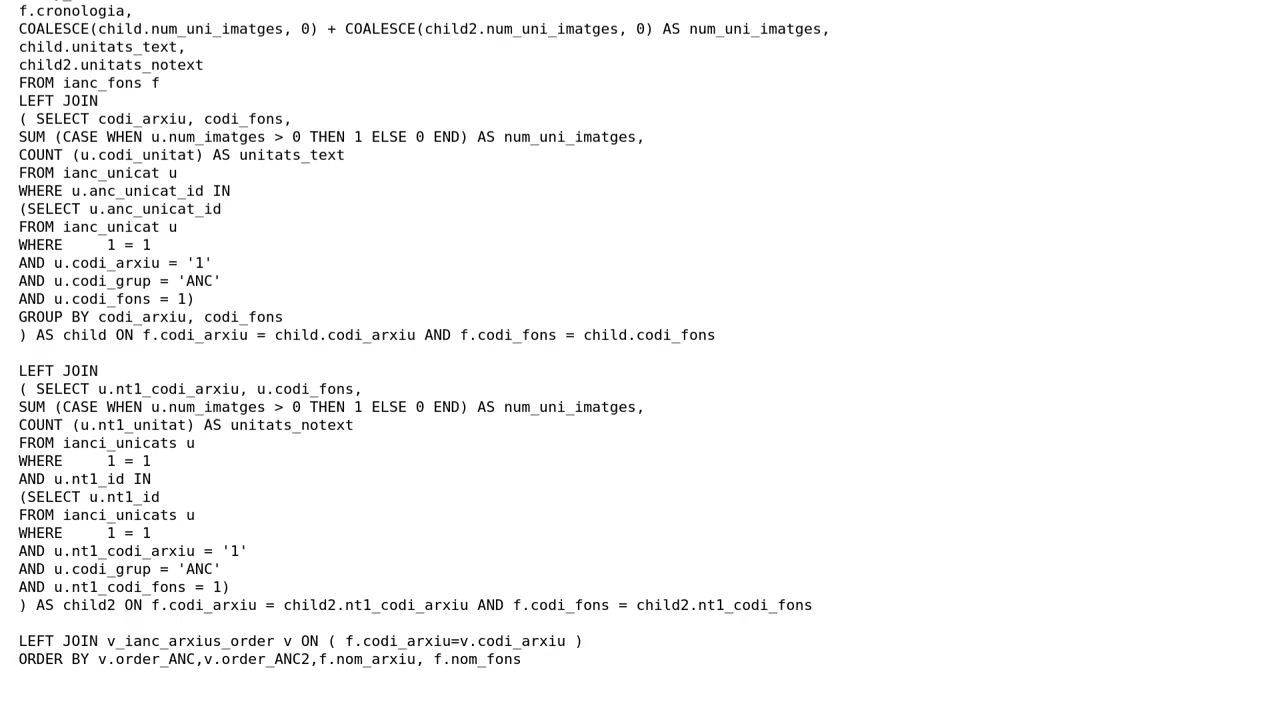 f.cronologia,
COALESCE(child.num_uni_imatges, 0) + COALESCE(child2.num_uni_imatges, 0) AS num_uni_imatges,
child.unitats_text,
child2.unitats_notext
FROM ianc_fons f
LEFT JOIN
( SELECT codi_arxiu, codi_fons,
SUM (CASE WHEN u.num_imatges > 0 THEN 1 ELSE 0 END) AS num_uni_imatges,
COUNT (u.codi_unitat) AS unitats_text
FROM ianc_unicat u
WHERE u.anc_unicat_id IN
(SELECT u.anc_unicat_id
FROM ianc_unicat u
WHERE     1 = 1
AND u.codi_arxiu = '1'
AND u.codi_grup = 'ANC'
AND u.codi_fons = 1)
GROUP BY codi_arxiu, codi_fons
) AS child ON f.codi_arxiu = child.codi_arxiu AND f.codi_fons = child.codi_fons
LEFT JOIN
( SELECT u.nt1_codi_arxiu, u.codi_fons,
SUM (CASE WHEN u.num_imatges > 0 THEN 1 ELSE 0 END) AS num_uni_imatges,
COUNT (u.nt1_unitat) AS unitats_notext
FROM ianci_unicats u
WHERE     1 = 1
AND u.nt1_id IN
(SELECT u.nt1_id
FROM ianci_unicats u
WHERE     1 = 1
AND u.nt1_codi_arxiu = '1'
AND u.codi_grup = 'ANC'
AND u.nt1_codi_fons = 1)
) AS child2 ON f.codi_arxiu = child2.nt1_codi_arxiu AND f.codi_fons = child2.nt1_codi_fons
LEFT JOIN v_ianc_arxius_order v ON ( f.codi_arxiu=v.codi_arxiu )
ORDER BY v.order_ANC,v.order_ANC2,f.nom_arxiu, f.nom_fons